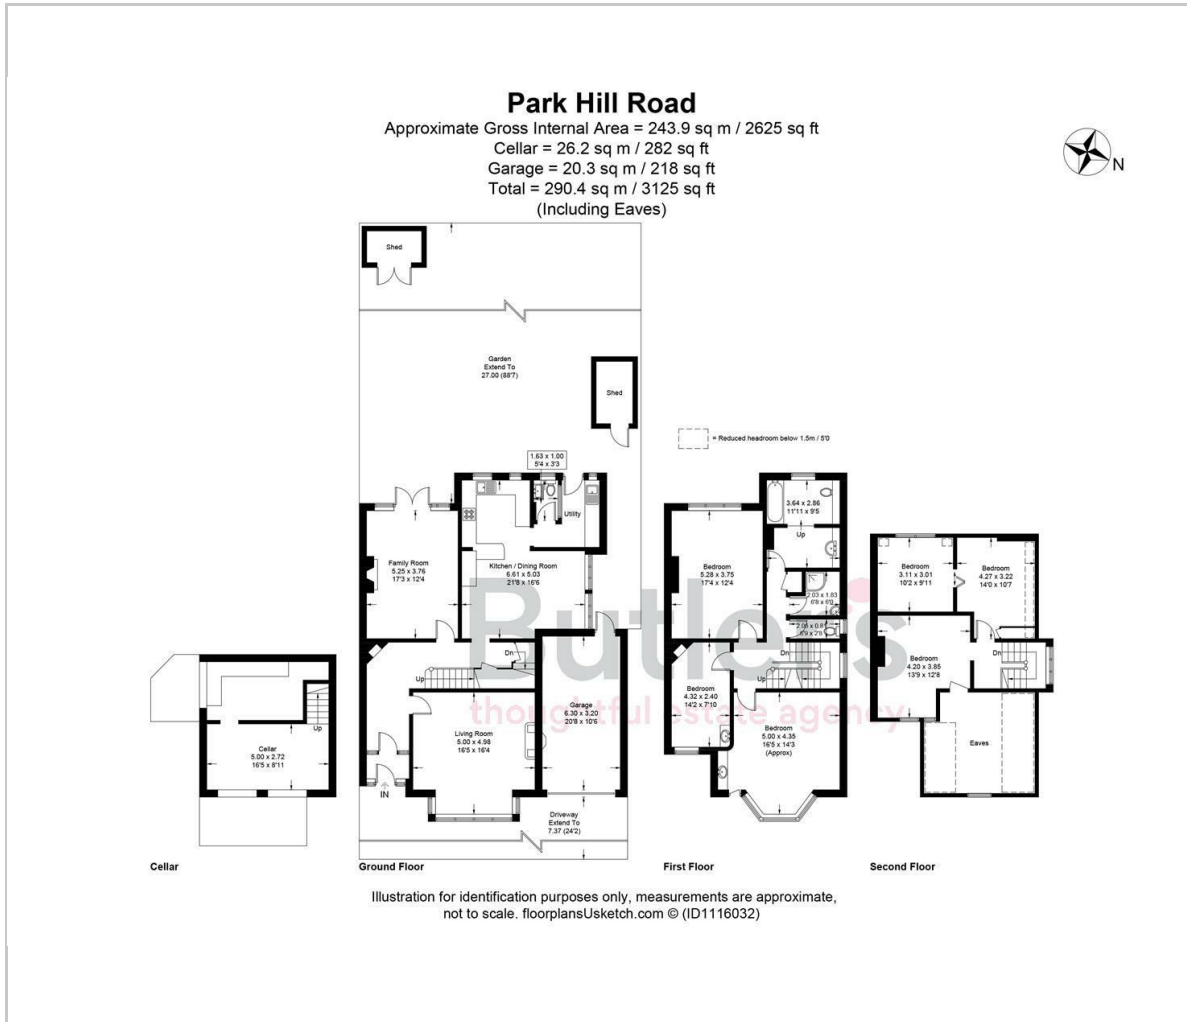 Park Hill Road
Approximate Gross Internal Area = 243.9 sq m / 2625 sq ft
Cellar = 26.2 sq m / 282 sq ft
Garage = 20.3 sq m / 218 sq ft
Total = 290.4 sq m / 3125 sq ft
(Including Eaves)
N
Shed
Garden
Extend To
27.00 (88'7)
Shed
= Reduced headroom below 1.5m / 5'0
1.63 x 1.00
5'4 x 3'3
Utility
Family Room
5.25 x 3.76
17'3 x 12'4
Kitchen / Dining Room
6.61 x 5.03
21'8 x 16'6
Dn
Up
Living Room
5.00 x 4.98
16'5 x 16'4
Garage
6.30 x 3.20
20'8 x 10'6
IN
Driveway
Extend To
7.37 (24'2)
3.64 x 2.86
11'11 x 9'5
Up
Bedroom
5.28 x 3.75
17'4 x 12'4
2.03 x 1.83
6'8 x 6'0
Dn
Up
Bedroom
4.32 x 2.40
14'2 x 7'10
Bedroom
5.00 x 4.35
16'5 x 14'3
(Approx)
Bedroom
3.11 x 3.01
10'2 x 9'11
Bedroom
4.27 x 3.22
14'0 x 10'7
Bedroom
4.20 x 3.85
13'9 x 12'8
Dn
Eaves
Up
Cellar
5.00 x 2.72
16'5 x 8'11
Butler's
thoughtful estate agency
Cellar
Ground Floor
First Floor
Second Floor
Illustration for identification purposes only, measurements are approximate,
not to scale. floorplansUsketch.com © (ID1116032)